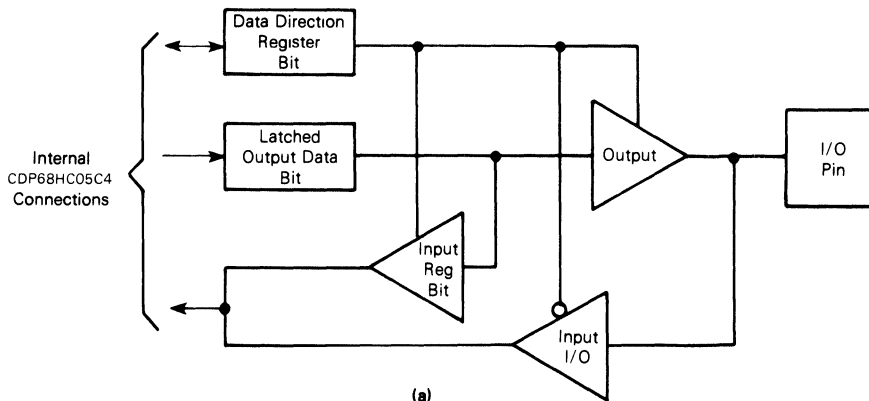 Data Direction
Register
Bit
Latched
Output Data
Bit
Internal
CDP68HC05C4
Connections
Output
I/O
Pin
Input
Reg
Bit
Input
I/O
(a)